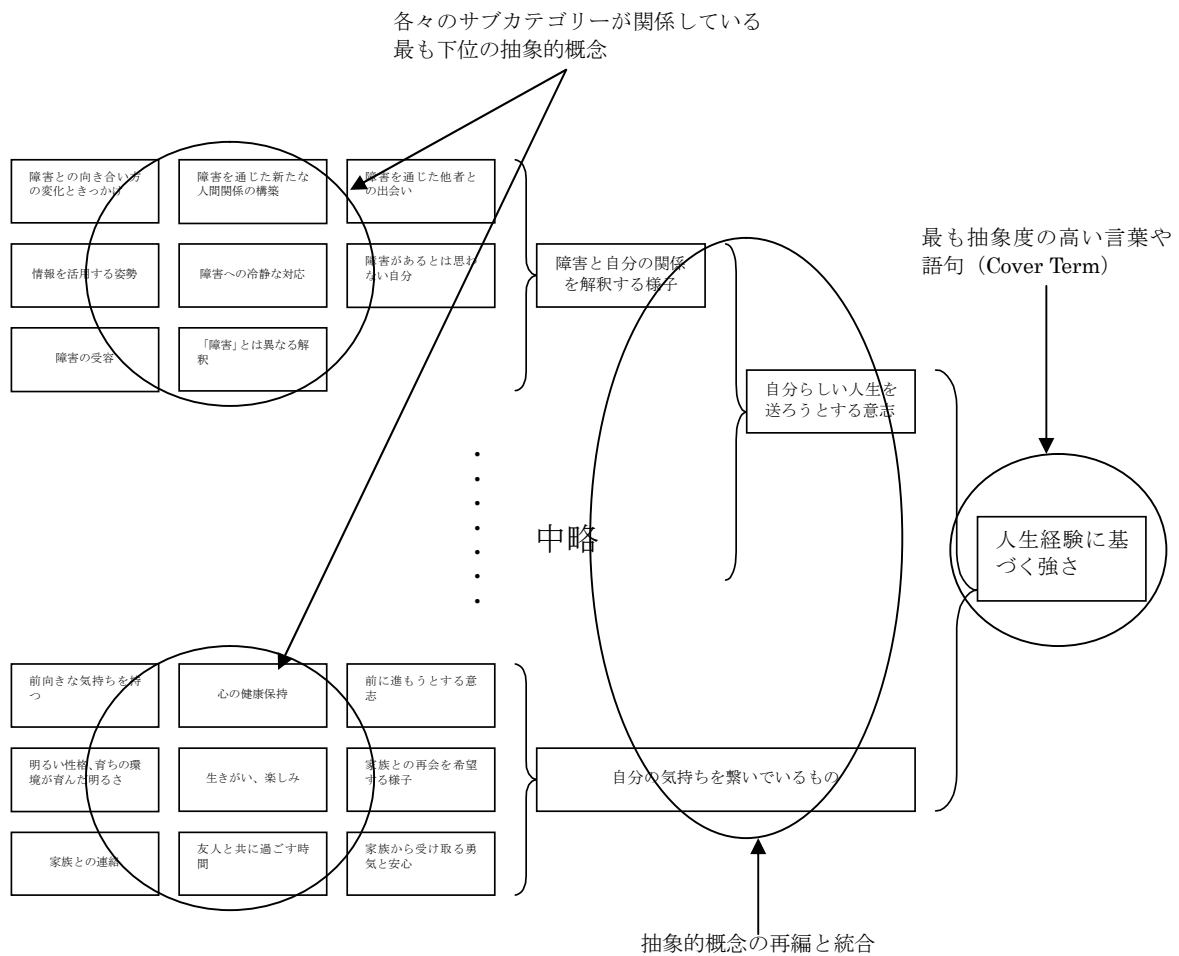 各々のサブカテゴリーが関係している
最も下位の抽象的概念
障害との向き合い方
の変化ときっかけ
障害を通じた新たな
人間関係の構築
障害を通じた他者と
の出会い
情報を活用する姿勢
障害への冷静な対応
障害があるとは思わ
ない自分
障害の受容
「障害」とは異なる解
釈
障害と自分の関係
を解釈する様子
最も抽象度の高い言葉や
語句（Cover Term）
自分らしい人生を
送ろうとする意志
中略
人生経験に基
づく強さ
前向きな気持ちを持
つ
心の健康保持
前に進もうとする意
志
明るい性格、育ちの環
境が育んだ明るさ
生きがい、楽しみ
家族との再会を希望
する様子
自分の気持ちを繋いでいるもの
家族との連絡
友人と共に過ごす時
間
家族から受け取る勇
気と安心
抽象的概念の再編と統合